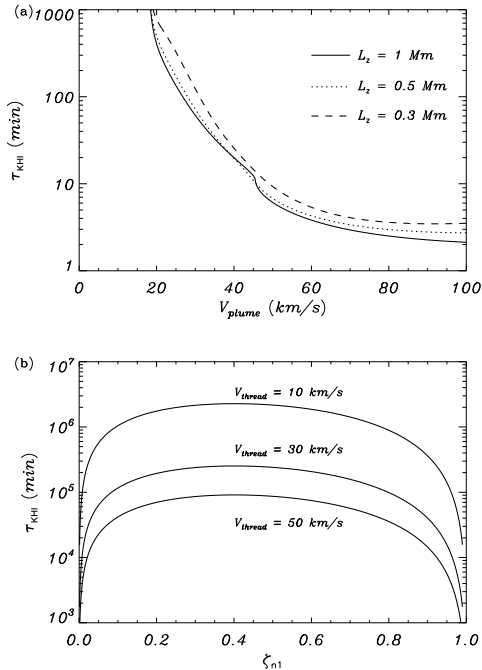 (a)
1000
100
10
1
τKHI (min)
Lz = 1 Mm
Lz = 0.5 Mm
Lz = 0.3 Mm
0 20 40 60 80 100
Vplume (km/s)
(b)
10^7
10^6
10^5
10^4
10^3
τKHI (min)
Vthread = 10 km/s
Vthread = 30 km/s
Vthread = 50 km/s
0.0 0.2 0.4 0.6 0.8 1.0
ζn1